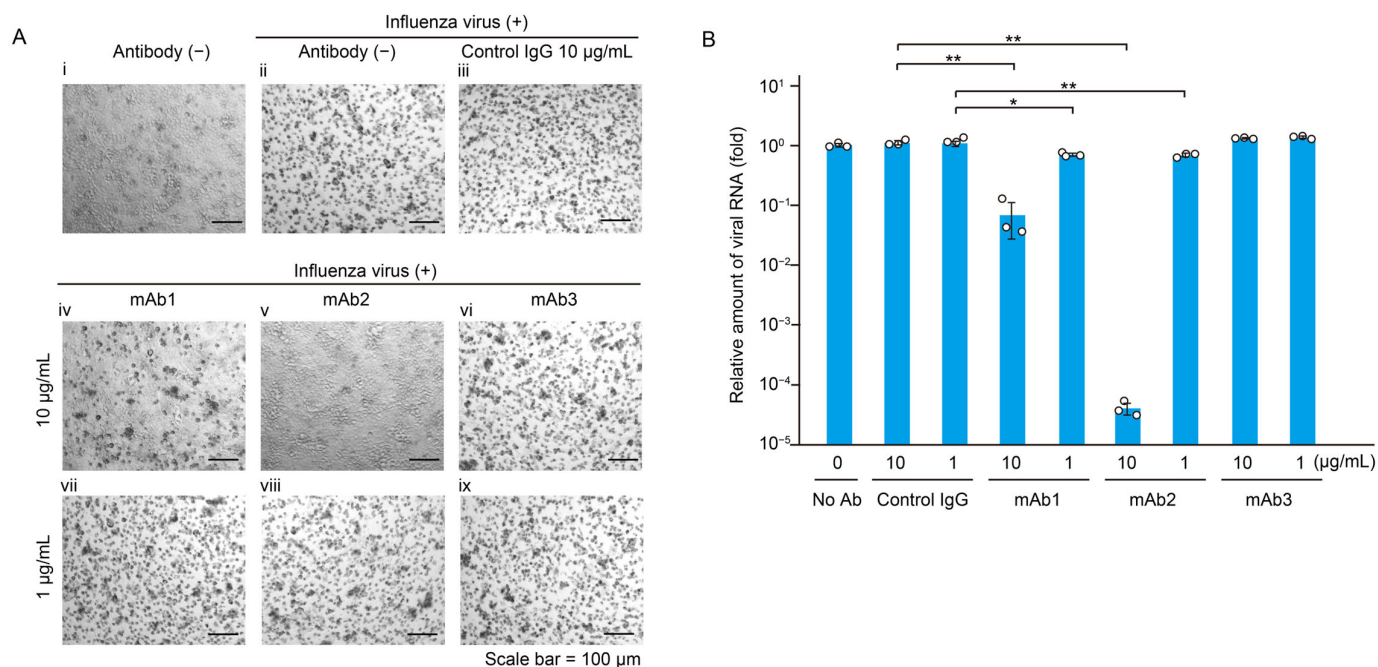 A
Influenza virus (+)
Antibody (−)
Antibody (−)
Control IgG 10 µg/mL
i
ii
iii
Influenza virus (+)
mAb1
mAb2
mAb3
iv
v
vi
10 µg/mL
vii
viii
ix
1 µg/mL
Scale bar = 100 µm
B
**
**
**
*
Relative amount of viral RNA (fold)
10¹
10⁰
10⁻¹
10⁻²
10⁻³
10⁻⁴
10⁻⁵
0 10 1 10 1 10 1 10 1 (µg/mL)
No Ab Control IgG mAb1 mAb2 mAb3